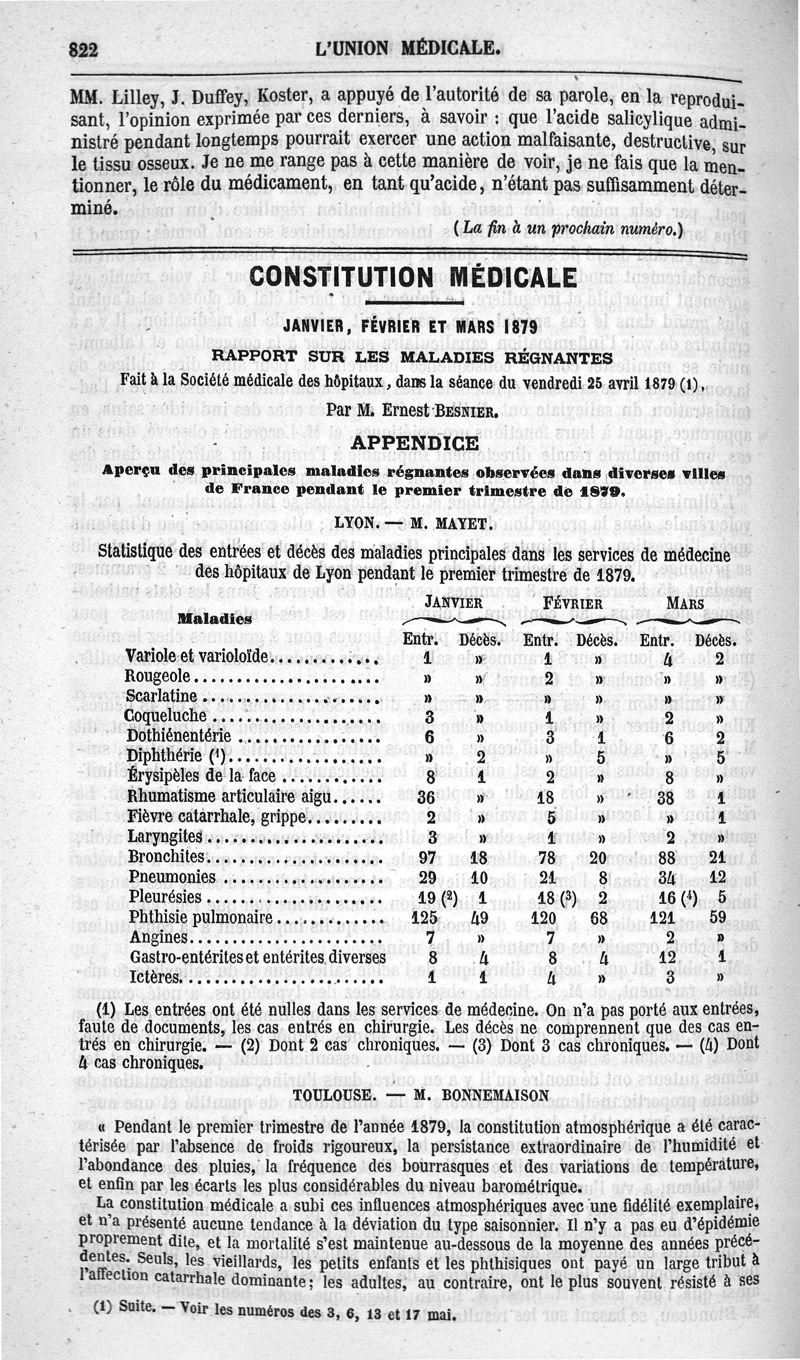 822
L'UNION MÉDICALE.
MM. Lilley, J. Duffey, Koster, a appuyé de l'autorité de sa parole, en la reprodui-
sant, l'opinion exprimée par ces derniers, à savoir : que l'acide salicylique admi-
nistré pendant longtemps pourrait exercer une action malfaisante, destructive, sur
le tissu osseux. Je ne me range pas à cette manière de voir, je ne fais que la men-
tionner, le rôle du médicament, en tant qu'acide, n'étant pas suffisamment déter-
miné.
(La fin à un prochain numéro.)
CONSTITUTION MÉDICALE
JANVIER, FÉVRIER ET MARS 1879
RAPPORT SUR LES MALADIES RÉGNANTES
Fait à la Société médicale des hôpitaux, dans la séance du vendredi 25 avril 1879 (1),
Par M. Ernest BESNIER.
APPENDICE
Aperçu des principales maladies régnantes observées dans diverses villes
de France pendant le premier trimestre de 1879.
LYON. — M. MAYET.
Statistique des entrées et décès des maladies principales dans les services de médecine
des hôpitaux de Lyon pendant le premier trimestre de 1879.
Maladies JANVIER FÉVRIER MARS
Entr. Décès. Entr. Décès. Entr. Décès.
Variole et varioloïde............. 1 » 1 » 4 2
Rougeole..................... » » 2 » » »
Scarlatine .................... » » » » » »
Coqueluche ................... 3 » 1 » 2 »
Dothiénentérie ................ 6 » 3 1 6 2
Diphthérie (1)................. » 2 » 5 » 5
Érysipèles de la face ............ 8 1 2 » 8 »
Rhumatisme articulaire aigu...... 36 » 18 » 38 1
Fièvre catarrhale, grippe......... 2 » 5 » » 1
Laryngites .................... 3 » 1 » 2 »
Bronchites.................... 97 18 78 20 88 21
Pneumonies .................. 29 10 21 8 34 12
Pleurésies .................... 19 (2) 1 18 (3) 2 16 (4) 5
Phthisie pulmonaire ............. 125 49 120 68 121 59
Angines...................... 7 » 7 » 2 »
Gastro-entérites et entérites diverses 8 4 8 4 12 1
Ictères....................... 1 1 4 » 3 »
(1) Les entrées ont été nulles dans les services de médecine. On n'a pas porté aux entrées,
faute de documents, les cas entrés en chirurgie. Les décès ne comprennent que des cas en-
trés en chirurgie. — (2) Dont 2 cas chroniques. — (3) Dont 3 cas chroniques. — (4) Dont
4 cas chroniques.
TOULOUSE. — M. BONNEMAISON
« Pendant le premier trimestre de l'année 1879, la constitution atmosphérique a été carac-
térisée par l'absence de froids rigoureux, la persistance extraordinaire de l'humidité et
l'abondance des pluies, la fréquence des bourrasques et des variations de température,
et enfin par les écarts les plus considérables du niveau barométrique.
La constitution médicale a subi ces influences atmosphériques avec une fidélité exemplaire,
et n'a présenté aucune tendance à la déviation du type saisonnier. Il n'y a pas eu d'épidémie
proprement dite, et la mortalité s'est maintenue au-dessous de la moyenne des années précé-
dentes. Seuls, les vieillards, les petits enfants et les phthisiques ont payé un large tribut à
l'affection catarrhale dominante; les adultes, au contraire, ont le plus souvent résisté à ses
(1) Suite. — Voir les numéros des 3, 6, 13 et 17 mai.